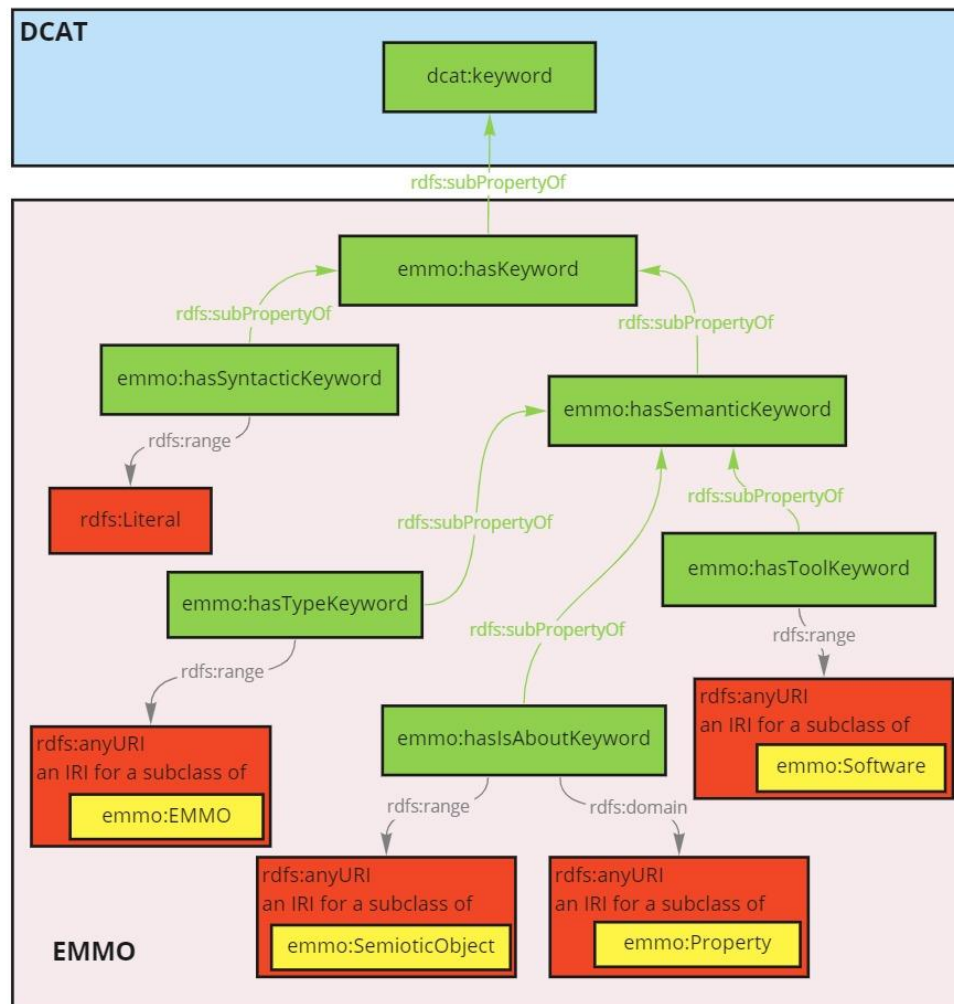 DCAT
dcat:keyword
rdfs:subPropertyOf
emmo:hasKeyword
rdfs:subPropertyOf
rdfs:subPropertyOf
emmo:hasSyntacticKeyword
emmo:hasSemanticKeyword
rdfs:range
rdfs:Literal
rdfs:subPropertyOf
rdfs:subPropertyOf
emmo:hasToolKeyword
emmo:hasTypeKeyword
rdfs:subPropertyOf
rdfs:range
rdfs:range
rdfs:anyURI
an IRI for a subclass of
emmo:Software
emmo:hasIsAboutKeyword
rdfs:anyURI
an IRI for a subclass of
emmo:EMMO
rdfs:range
rdfs:domain
rdfs:anyURI
an IRI for a subclass of
emmo:SemioticObject
rdfs:anyURI
an IRI for a subclass of
emmo:Property
EMMO